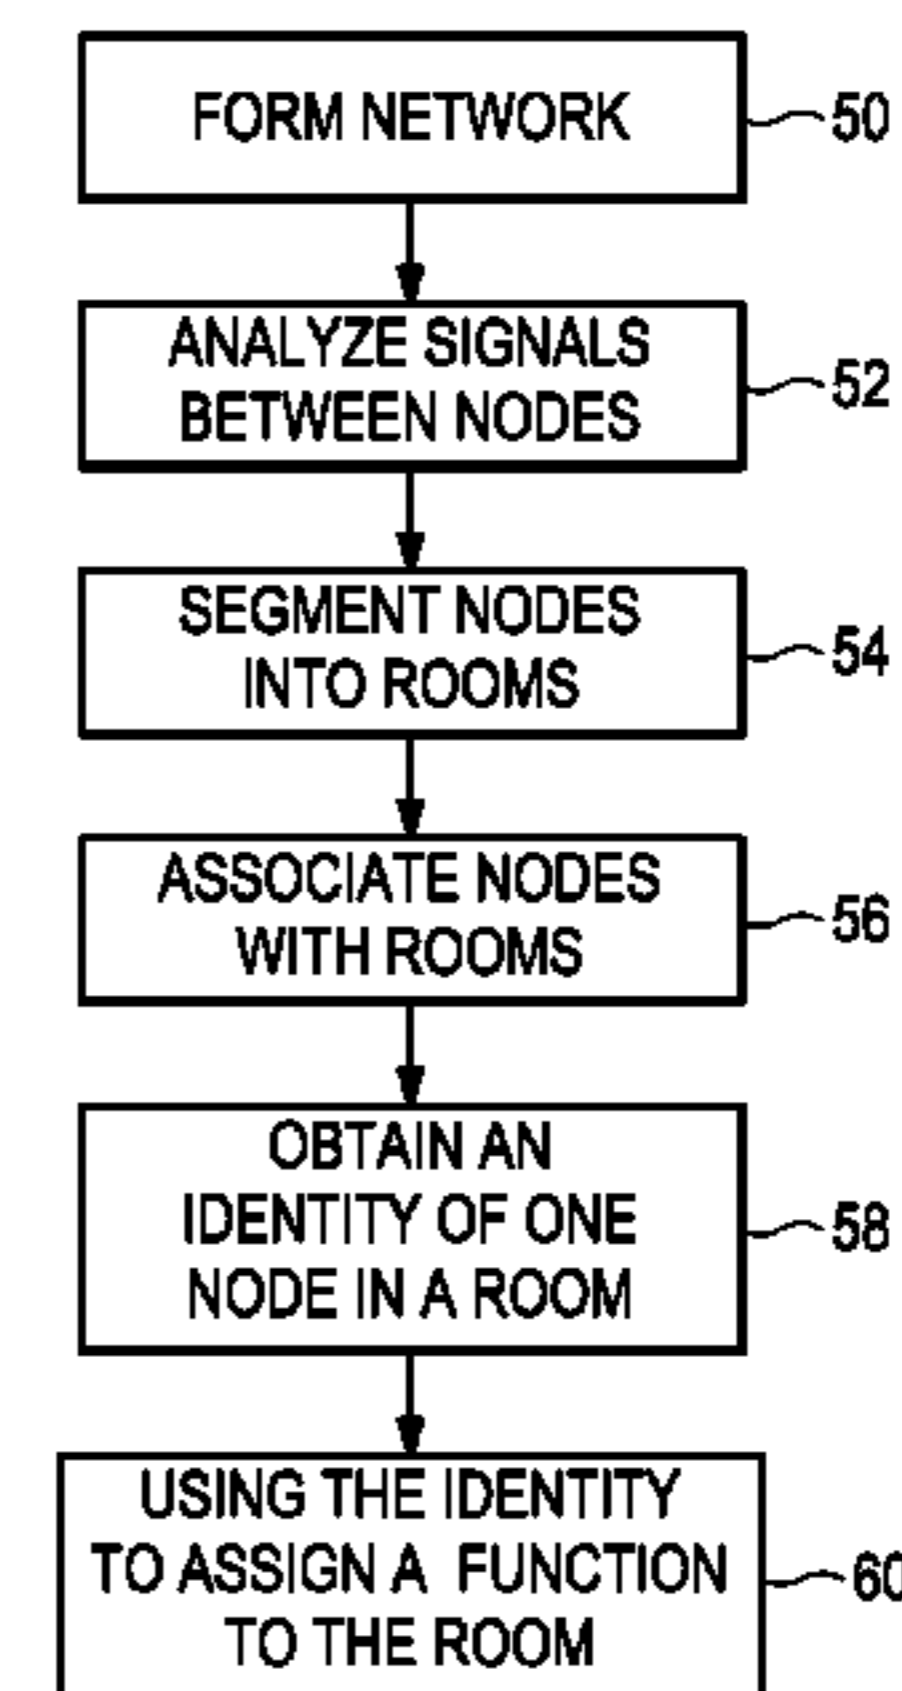 FORM NETWORK
50
ANALYZE SIGNALS
BETWEEN NODES
52
SEGMENT NODES
INTO ROOMS
54
ASSOCIATE NODES
WITH ROOMS
56
OBTAIN AN
IDENTITY OF ONE
NODE IN A ROOM
58
USING THE IDENTITY
TO ASSIGN A FUNCTION
TO THE ROOM
60